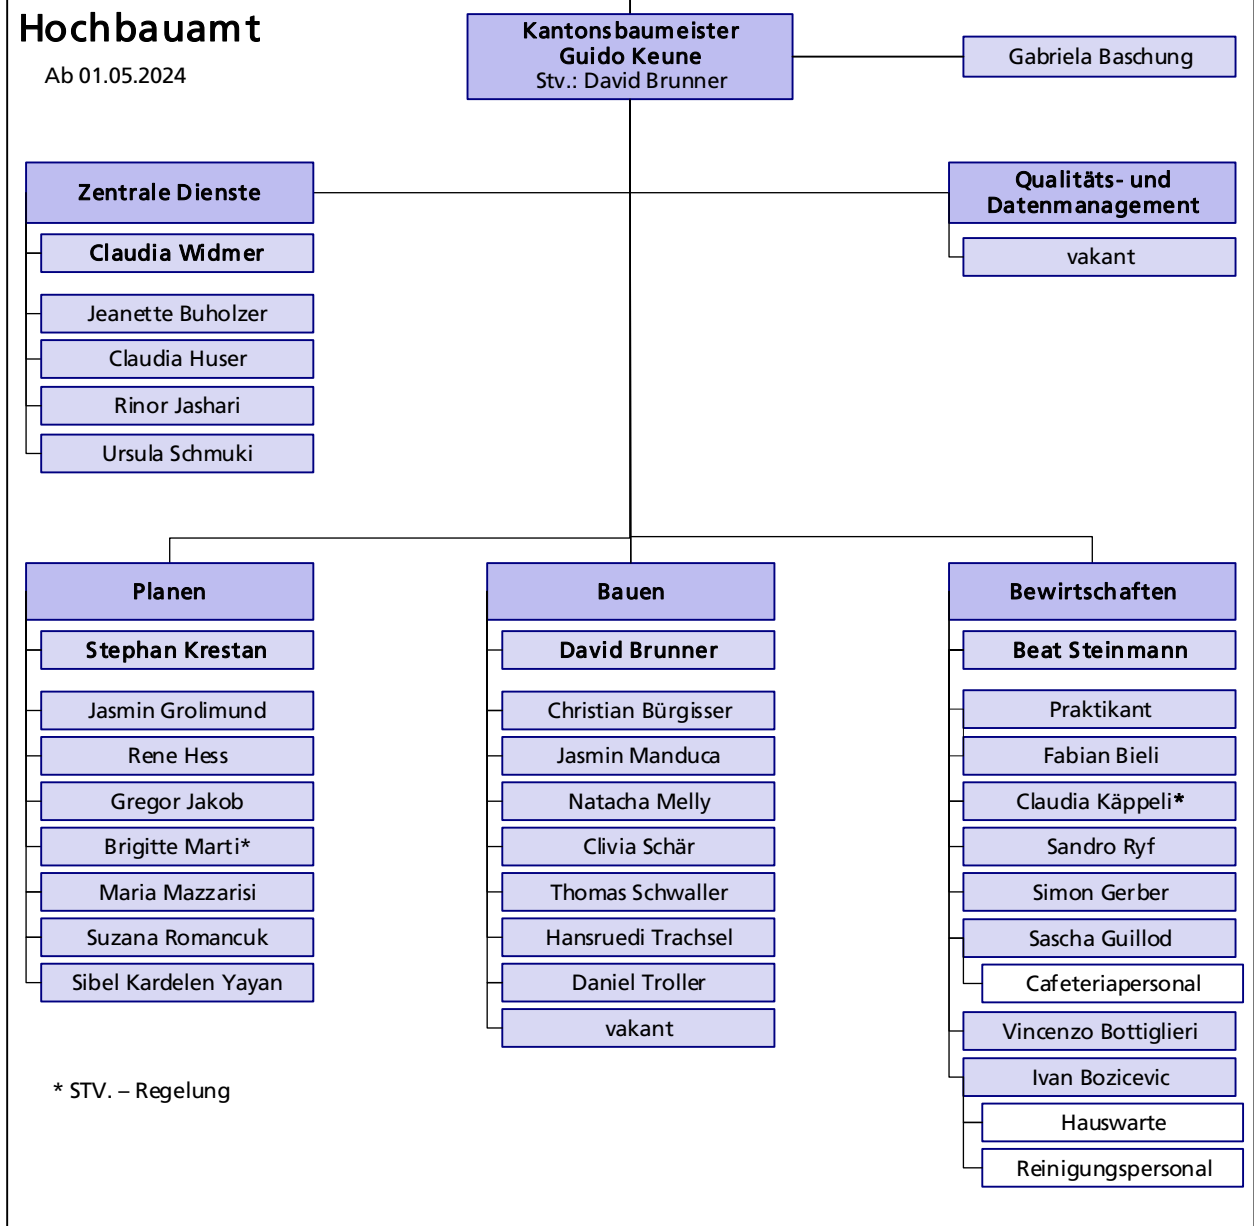 Hochbauamt
Ab 01.05.2024
Kantonsbaumeister
Guido Keune
Stv.: David Brunner
Gabriela Baschung
Zentrale Dienste
Claudia Widmer
Jeanette Buholzer
Claudia Huser
Rinor Jashari
Ursula Schmuki
Qualitäts- und
Datenmanagement
vakant
Planen
Stephan Krestan
Jasmin Grolimund
Rene Hess
Gregor Jakob
Brigitte Marti*
Maria Mazzarisi
Suzana Romancuk
Sibel Kardelen Yayan
Bauen
David Brunner
Christian Bürgisser
Jasmin Manduca
Natacha Melly
Clivia Schär
Thomas Schwaller
Hansruedi Trachsel
Daniel Troller
vakant
Bewirtschaften
Beat Steinmann
Praktikant
Fabian Bieli
Claudia Käppeli*
Sandro Ryf
Simon Gerber
Sascha Guillod
Cafeteriapersonal
Vincenzo Bottiglieri
Ivan Bozicevic
Hauswarte
Reinigungspersonal
* STV. – Regelung